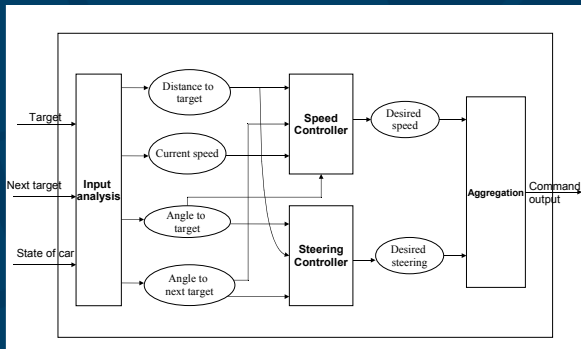 Target
Next target
State of car
Input
analysis
Distance to
target
Current speed
Angle to
target
Angle to
next target
Speed
Controller
Steering
Controller
Desired
speed
Desired
steering
Aggregation
Command
output